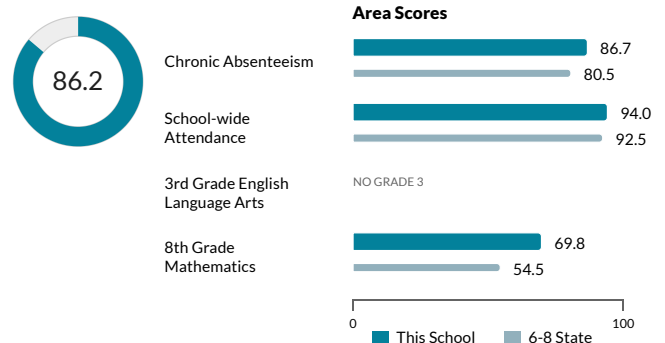 Area Scores
86.2
Chronic Absenteeism
86.7
80.5
School-wide
Attendance
94.0
92.5
3rd Grade English
Language Arts
NO GRADE 3
8th Grade
Mathematics
69.8
54.5
0
100
This School
6-8 State